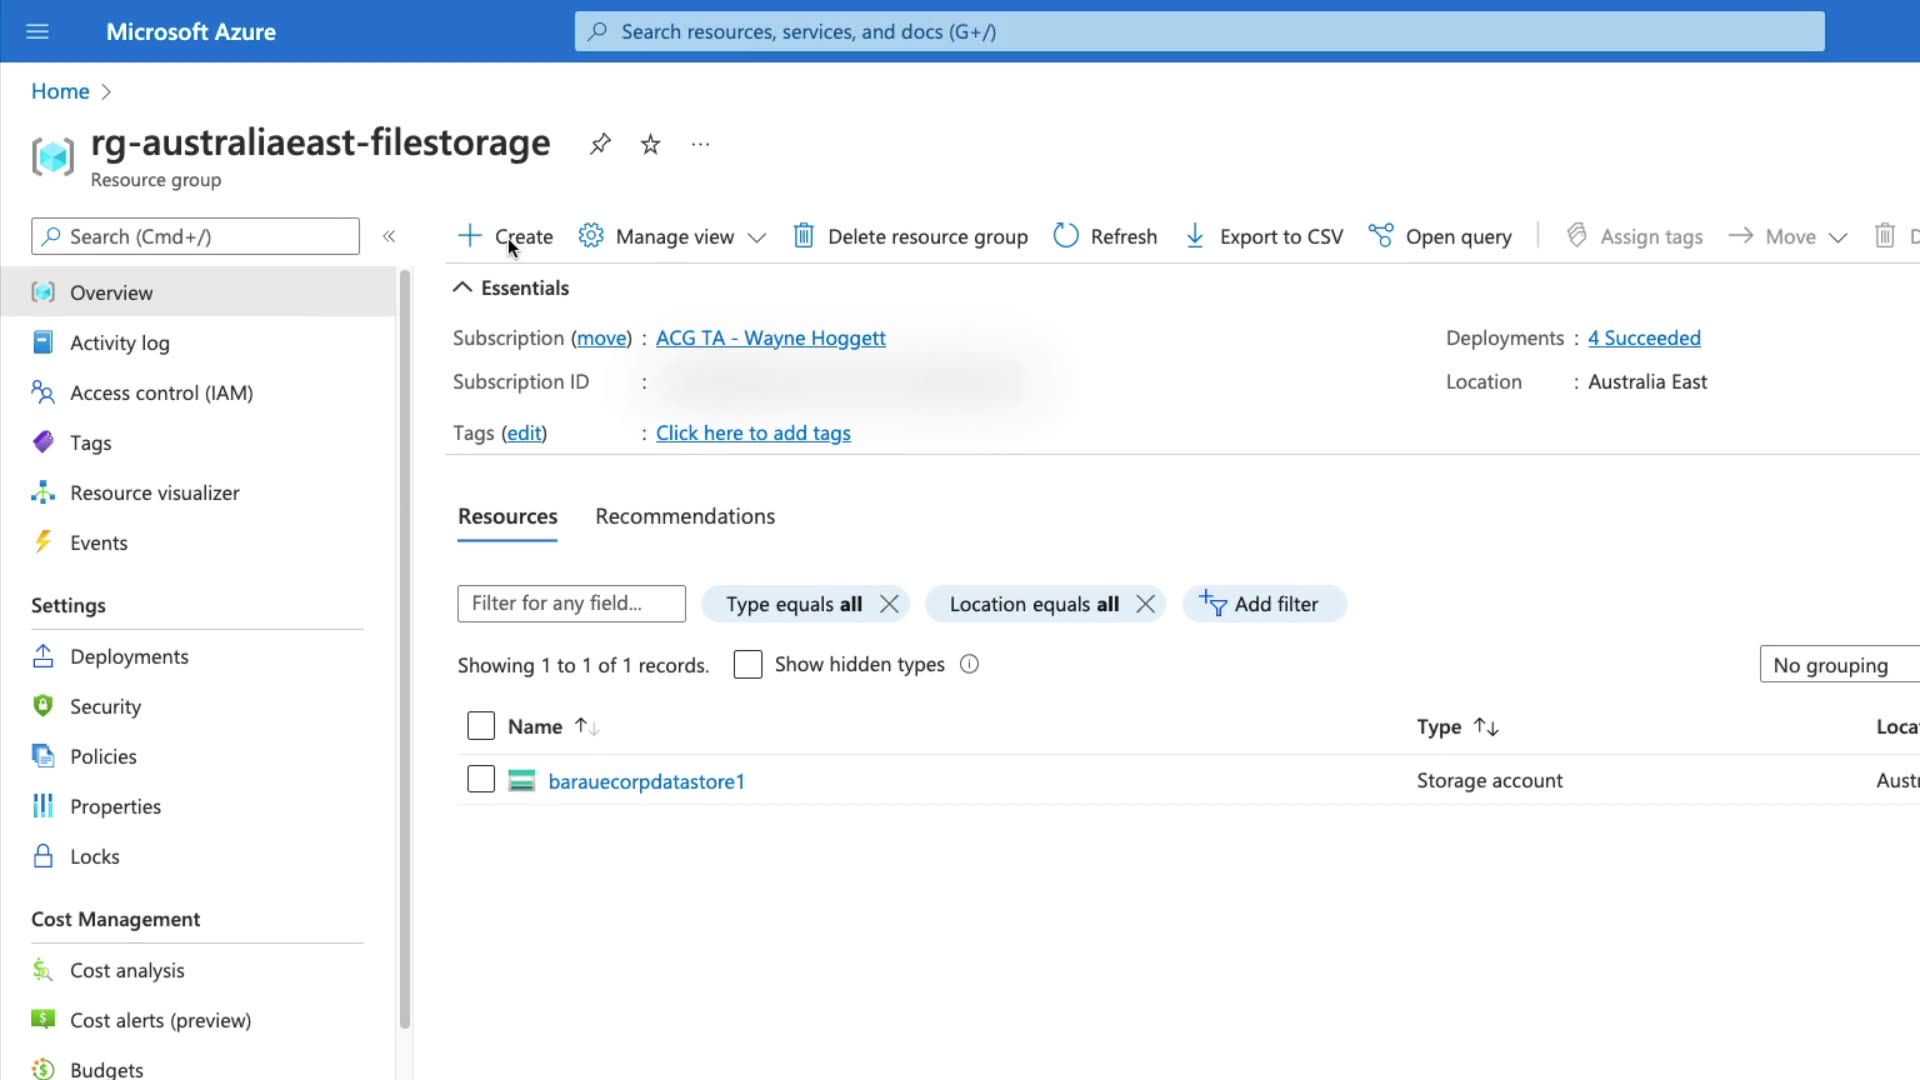 Microsoft Azure
Search resources, services, and docs (G+/)
Home
rg-australiaeast-filestorage
Resource group
Search (Cmd+/)
Create
Manage view
Delete resource group
Refresh
Export to CSV
Open query
Assign tags
Move
D
Overview
Activity log
Access control (IAM)
Tags
Resource visualizer
Events
Settings
Deployments
Security
Policies
Properties
Locks
Cost Management
Cost analysis
Cost alerts (preview)
Budgets
Essentials
Subscription (move) : ACG TA - Wayne Hoggett
Deployments : 4 Succeeded
Subscription ID :
Location : Australia East
Tags (edit) : Click here to add tags
Resources
Recommendations
Filter for any field...
Type equals all
Location equals all
Add filter
Showing 1 to 1 of 1 records.
Show hidden types
No grouping
Name
Type
Loca
barauecorpdatastore1
Storage account
Austr